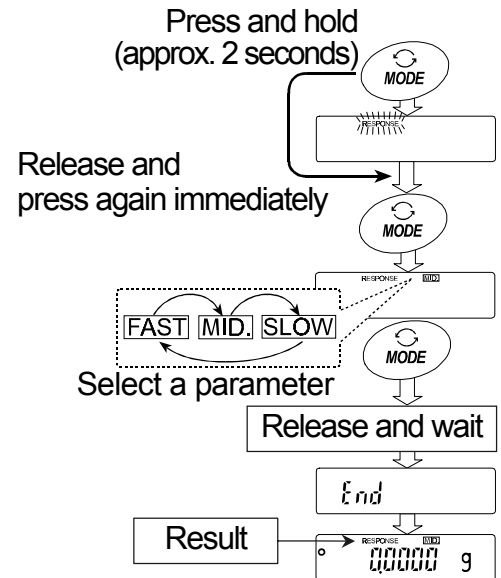 Press and hold
(approx. 2 seconds)
MODE
RESPONSE
Release and
press again immediately
MODE
RESPONSE MID.
FAST MID. SLOW
MODE
Select a parameter
Release and wait
End
Result
RESPONSE MID.
0.0000 g